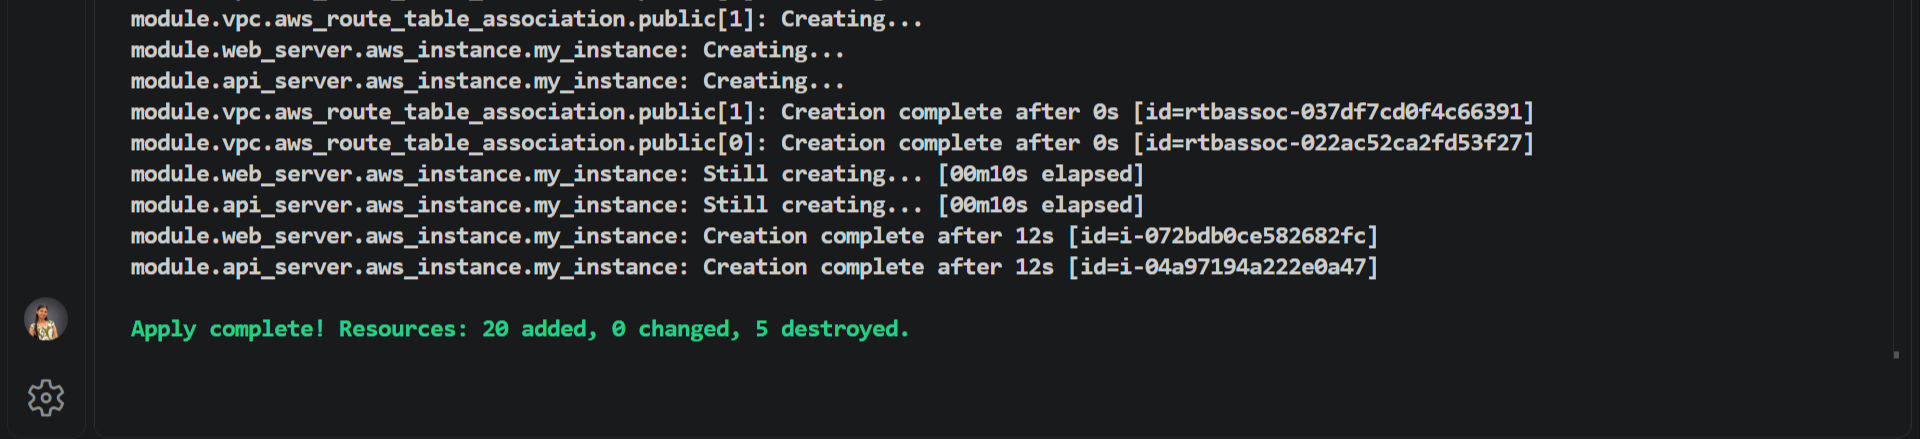 module.vpc.aws_route_table_association.public[1]: Creating...
module.web_server.aws_instance.my_instance: Creating...
module.api_server.aws_instance.my_instance: Creating...
module.vpc.aws_route_table_association.public[1]: Creation complete after 0s [id=rtbassoc-037df7cd0f4c66391]
module.vpc.aws_route_table_association.public[0]: Creation complete after 0s [id=rtbassoc-022ac52ca2fd53f27]
module.web_server.aws_instance.my_instance: Still creating... [00m10s elapsed]
module.api_server.aws_instance.my_instance: Still creating... [00m10s elapsed]
module.web_server.aws_instance.my_instance: Creation complete after 12s [id=i-072bdb0ce582682fc]
module.api_server.aws_instance.my_instance: Creation complete after 12s [id=i-04a97194a222e0a47]
Apply complete! Resources: 20 added, 0 changed, 5 destroyed.